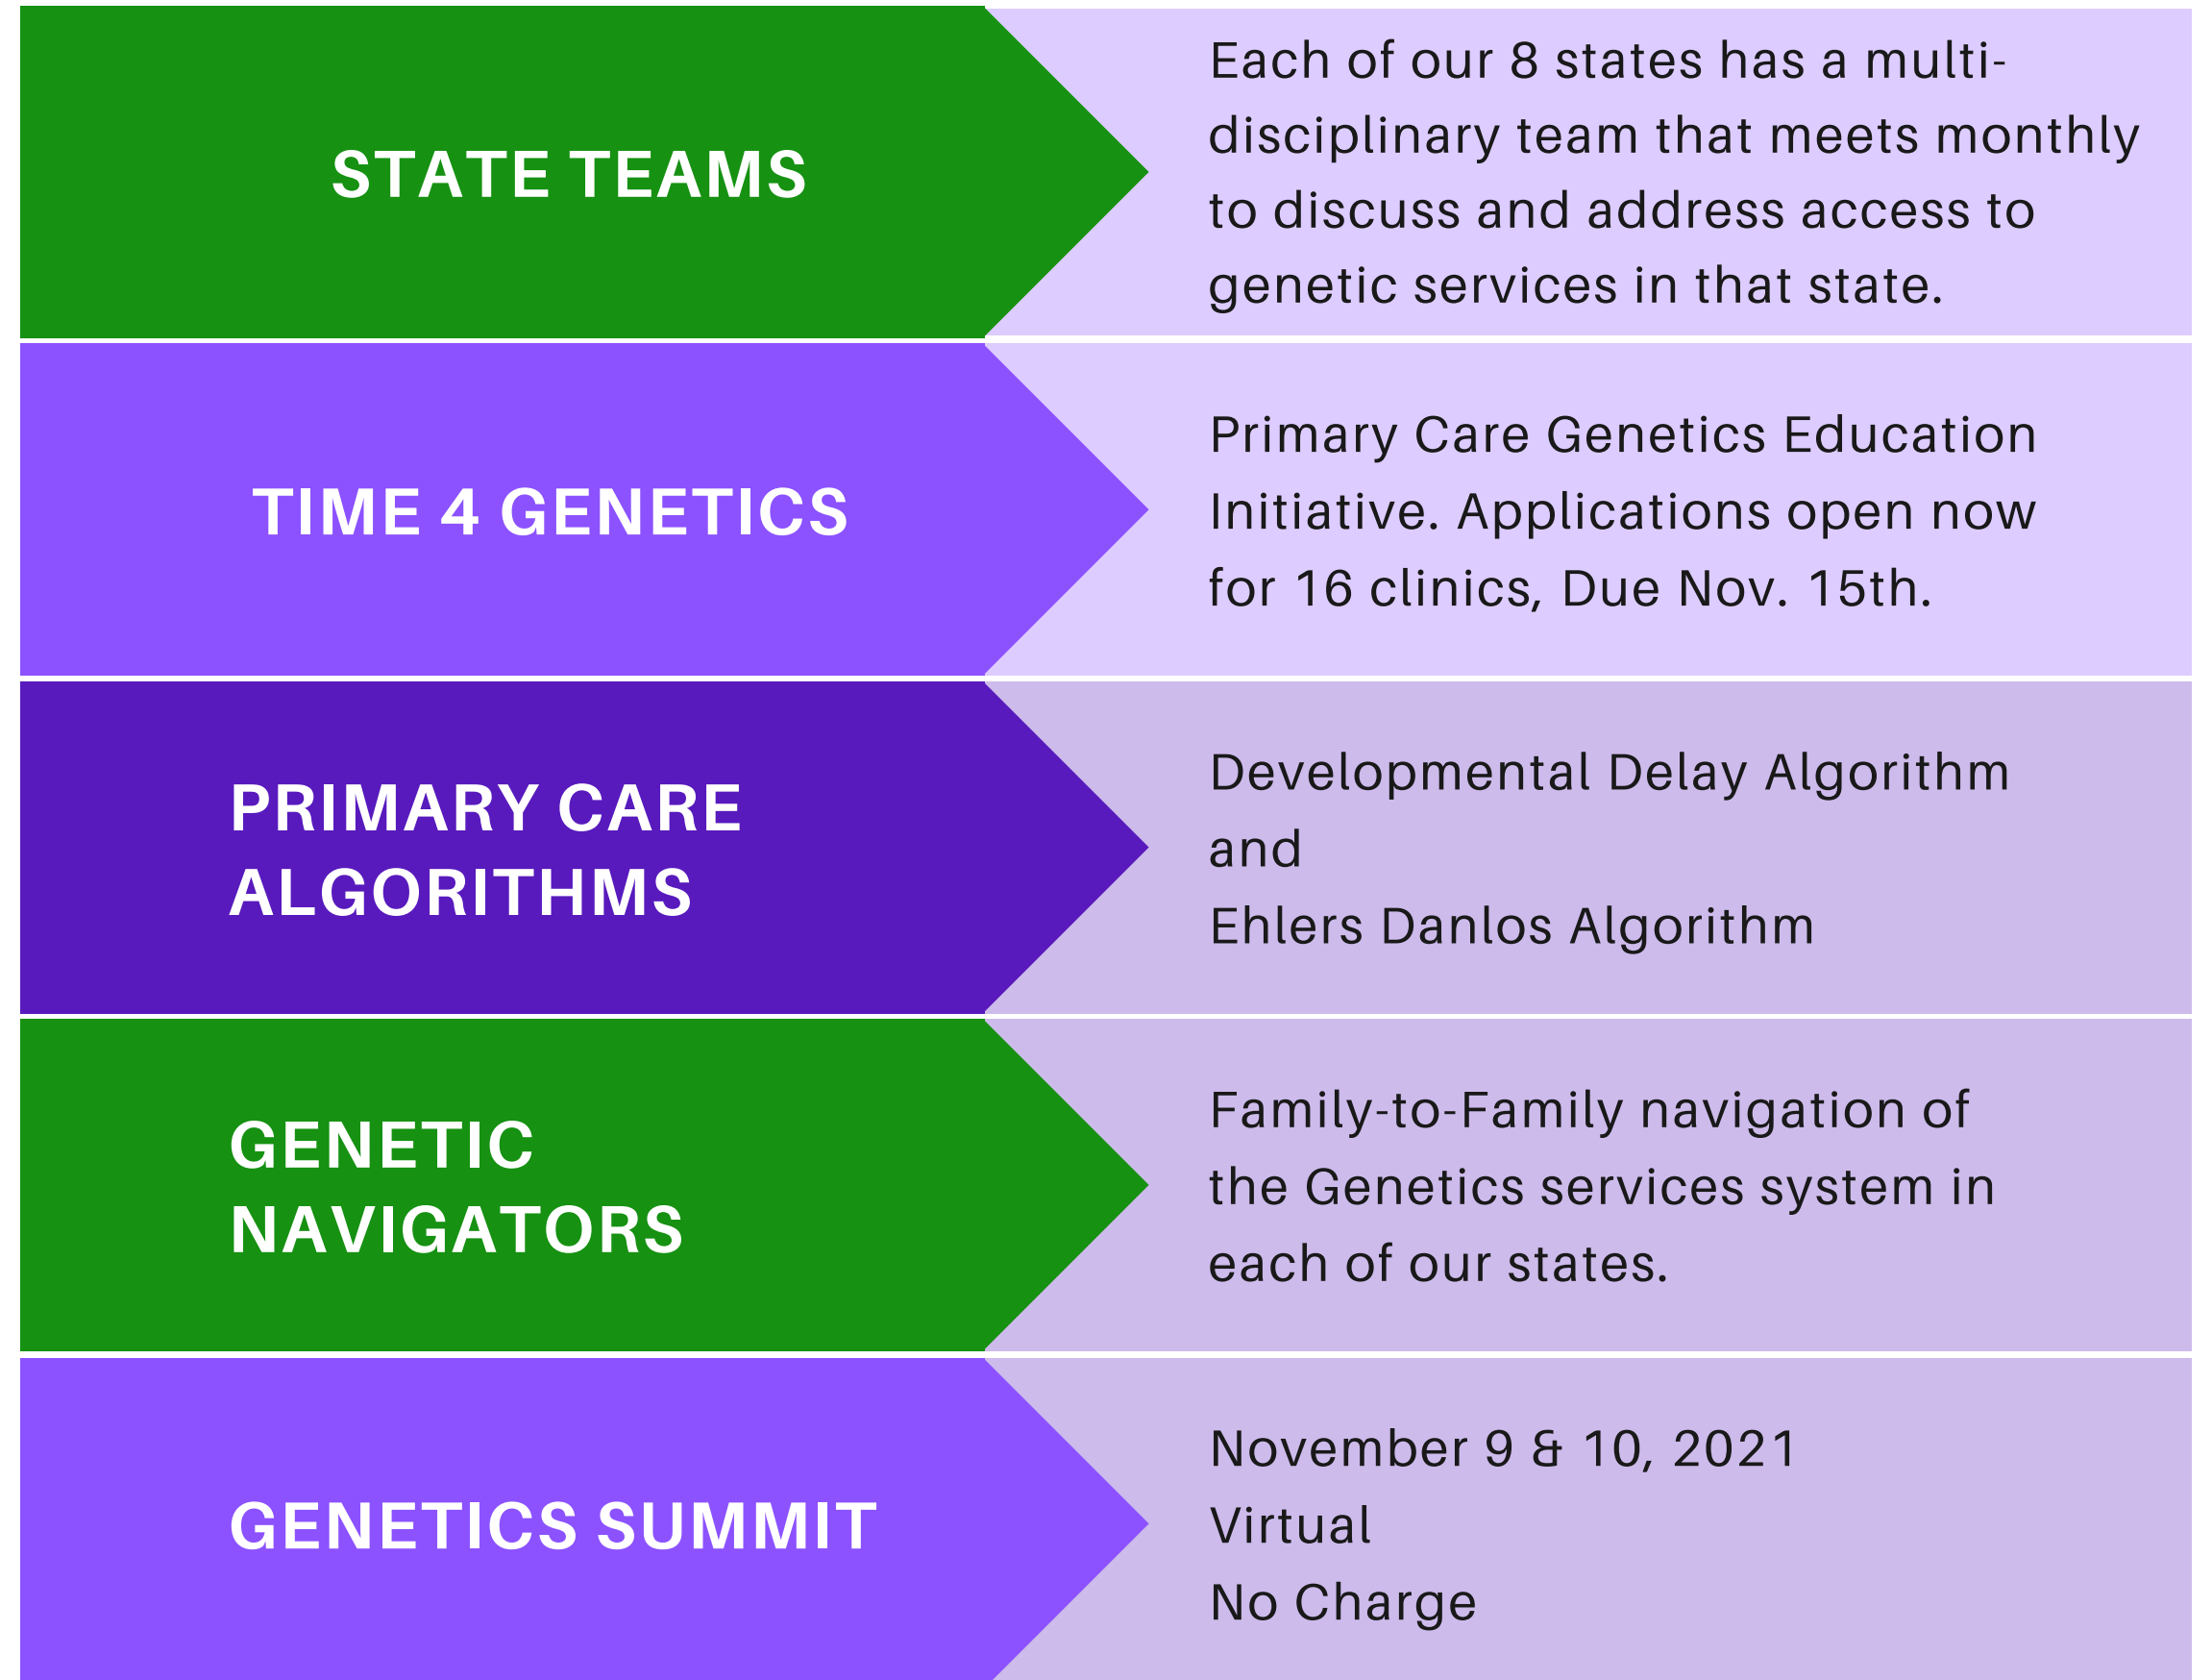 STATE TEAMS
Each of our 8 states has a multi-
disciplinary team that meets monthly
to discuss and address access to
genetic services in that state.
TIME 4 GENETICS
Primary Care Genetics Education
Initiative. Applications open now
for 16 clinics, Due Nov. 15th.
PRIMARY CARE
ALGORITHMS
Developmental Delay Algorithm
and
Ehlers Danlos Algorithm
GENETIC
NAVIGATORS
Family-to-Family navigation of
the Genetics services system in
each of our states.
GENETICS SUMMIT
November 9 & 10, 2021
Virtual
No Charge